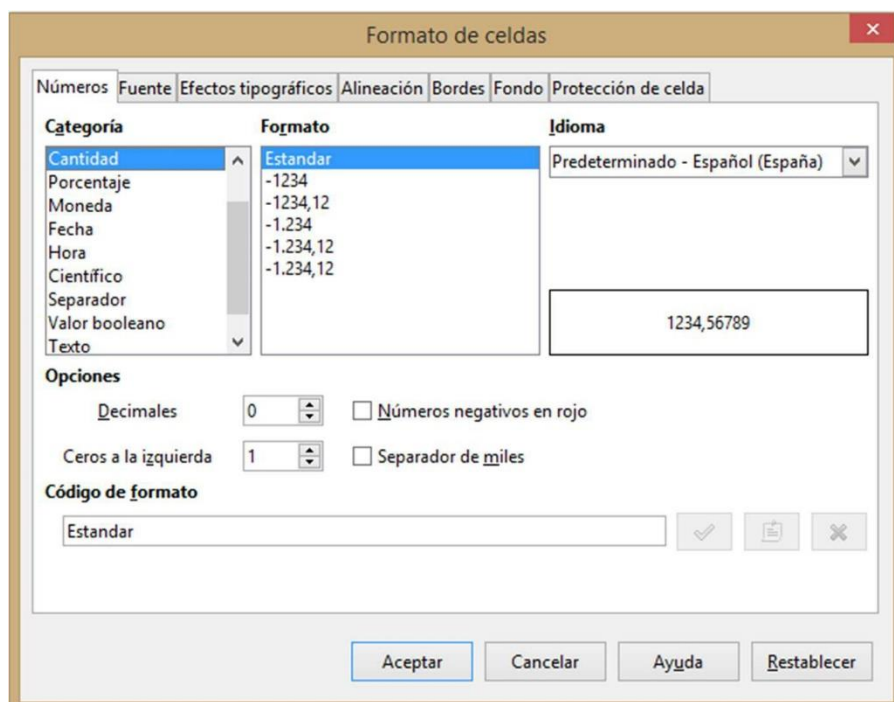 Formato de celdas
Números Fuente Efectos tipográficos Alineación Bordes Fondo Protección de celda
Categoría
Cantidad
Porcentaje
Moneda
Fecha
Hora
Científico
Separador
Valor booleano
Texto
Formato
Estandar
-1234
-1234,12
-1.234
-1.234,12
-1.234,12
Idioma
Predeterminado - Español (España)
1234,56789
Opciones
Decimales 0 Números negativos en rojo
Ceros a la izquierda 1 Separador de miles
Código de formato
Estandar
Aceptar Cancelar Ayuda Restablecer